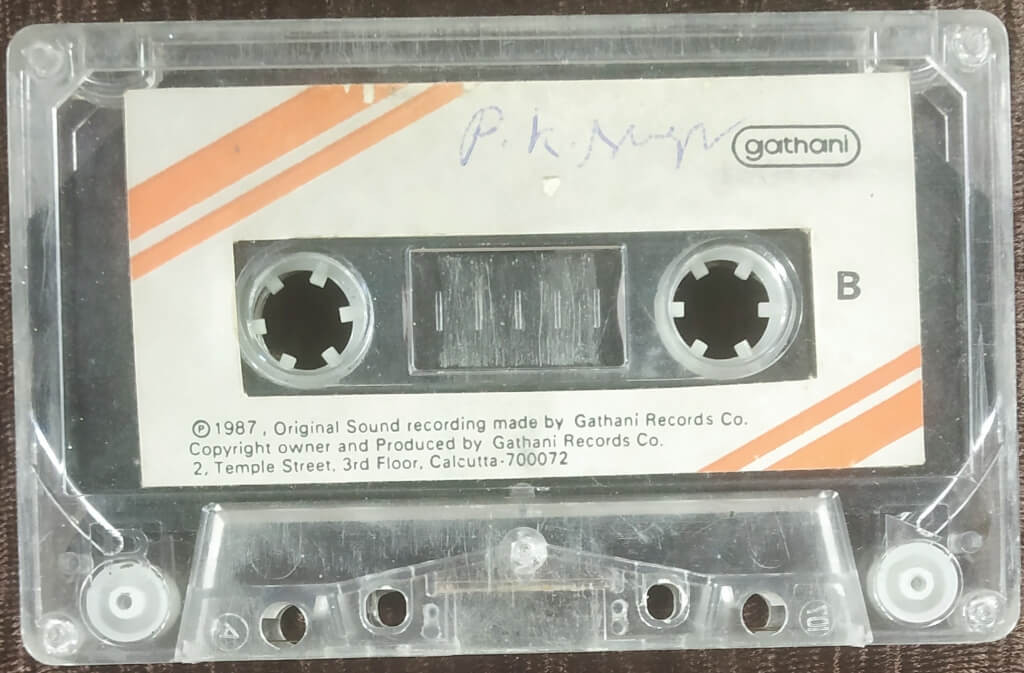 P. K.
gathani
B
Ⓟ 1987, Original Sound recording made by Gathani Records Co.
Copyright owner and Produced by Gathani Records Co.
2, Temple Street, 3rd Floor, Calcutta-700072